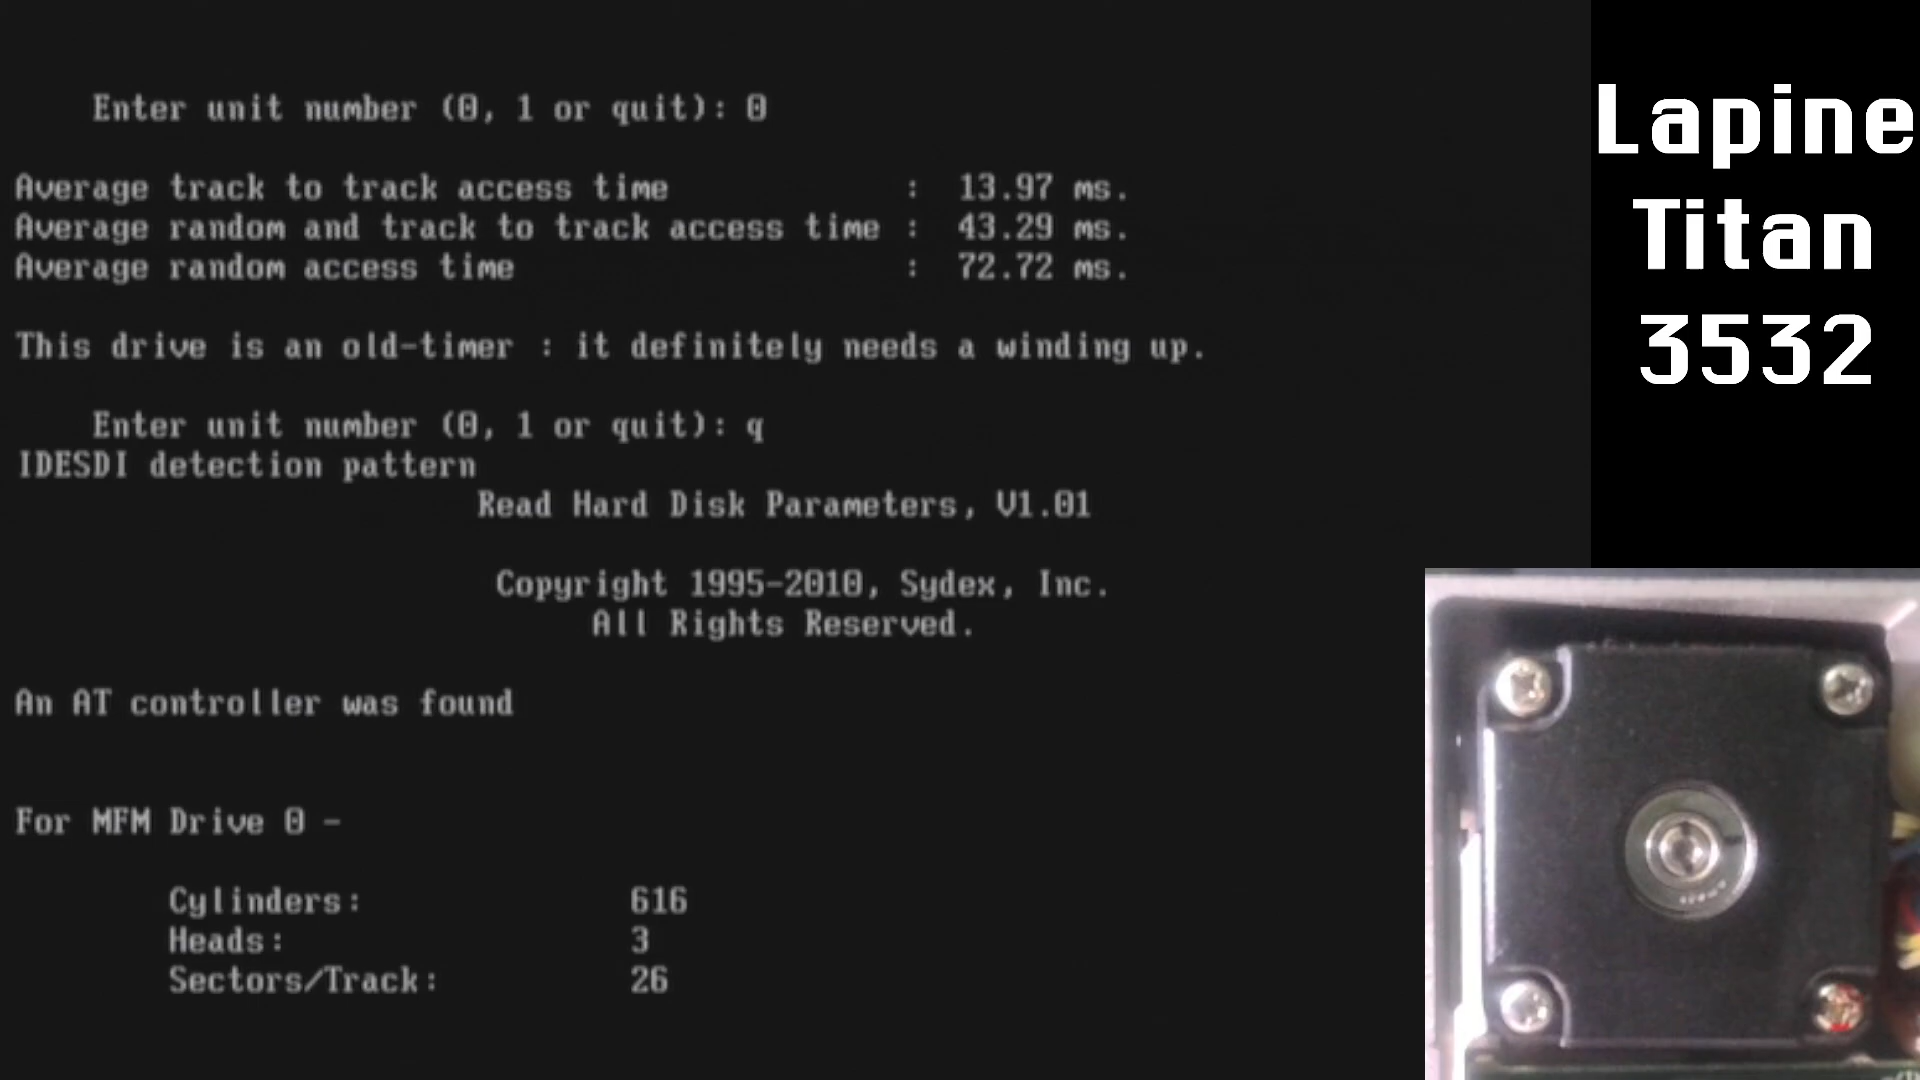 Enter unit number (0, 1 or quit): 0
Average track to track access time : 13.97 ms.
Average random and track to track access time : 43.29 ms.
Average random access time : 72.72 ms.
This drive is an old-timer : it definitely needs a winding up.
Enter unit number (0, 1 or quit): q
IDESDI detection pattern
Read Hard Disk Parameters, V1.01
Copyright 1995-2010, Sydex, Inc.
All Rights Reserved.
An AT controller was found
For MFM Drive 0 -
Cylinders: 616
Heads: 3
Sectors/Track: 26
Lapine
Titan
3532